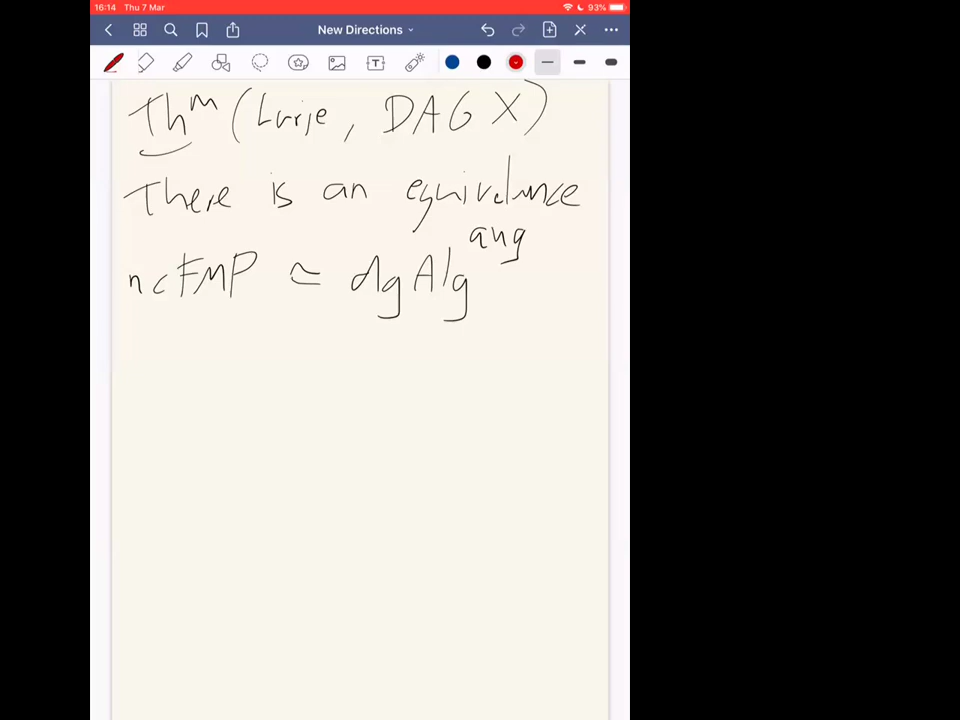 16:14 Thu 7 Mar 93%
New Directions
Thᵐ (Lurie, DAG X)
There is an equivalence
ncFMP ≃ dgAlg^aug